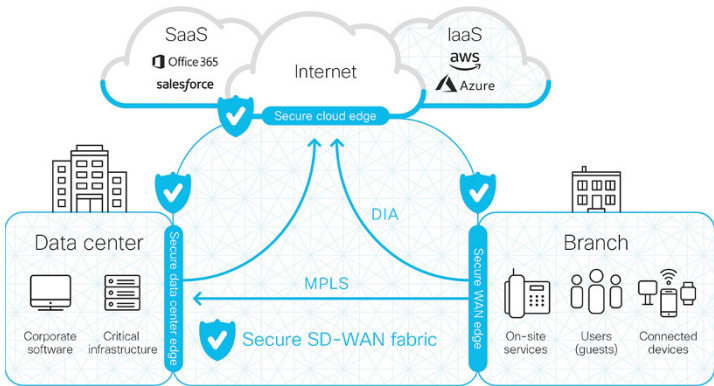 SaaS
Office 365
salesforce
Internet
IaaS
aws
Azure
Secure cloud edge
Data center
Corporate
software
Critical
infrastructure
Secure data center edge
DIA
MPLS
Secure SD-WAN fabric
Secure WAN edge
Branch
On-site
services
Users
(guests)
Connected
devices